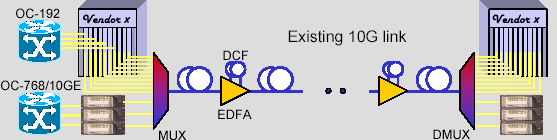 OC-192
Vendor x
Vendor x
DCF
Existing 10G link
OC-768/10GE
EDFA
MUX
DMUX